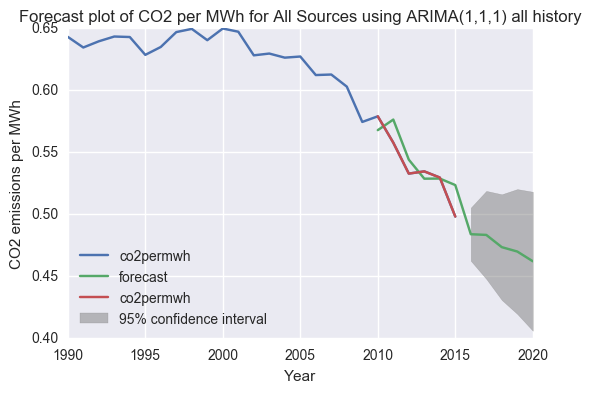 Forecast plot of CO2 per MWh for All Sources using ARIMA(1,1,1) all history
0.65
0.60
0.55
0.50
0.45
0.40
CO2 emissions per MWh
co2permwh
forecast
co2permwh
95% confidence interval
1990 1995 2000 2005 2010 2015 2020
Year